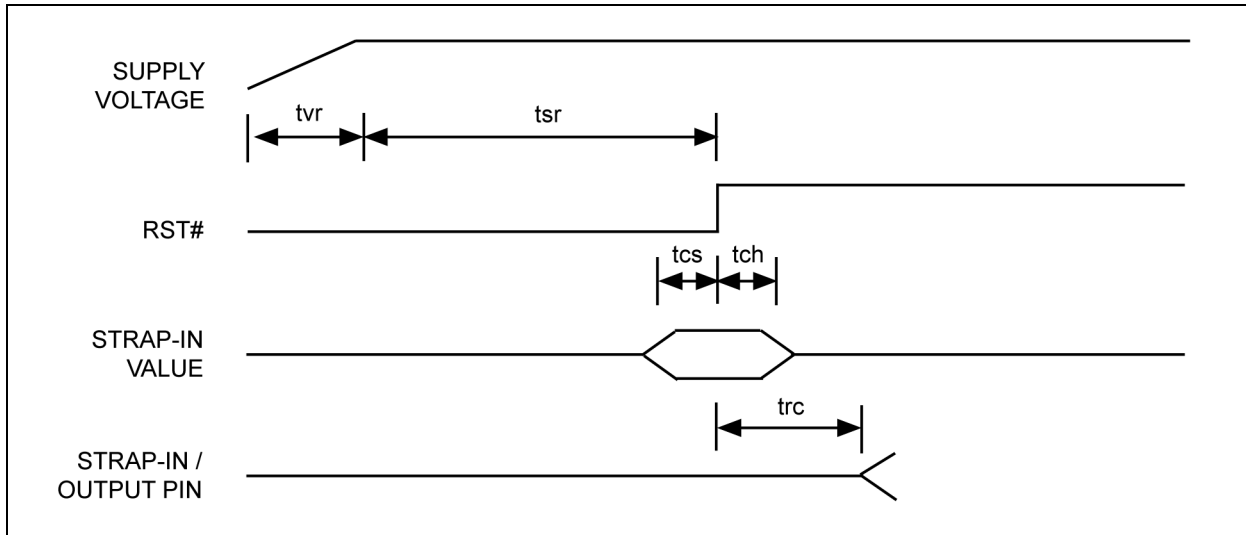 SUPPLY
VOLTAGE
tvr
tsr
RST#
tcs
tch
STRAP-IN
VALUE
trc
STRAP-IN /
OUTPUT PIN